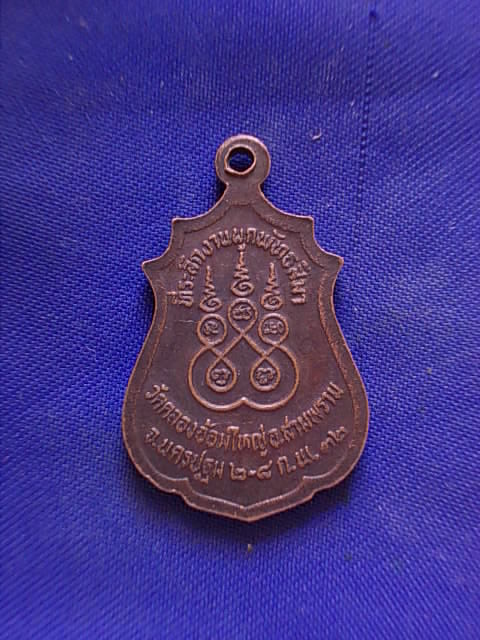 ที่ระลึกงานผูกพัทธสีมา
วัดคลองอ้อมใหญ่ อ.สามพราน
จ.นครปฐม ๒-๘ ก.พ. ๓๒